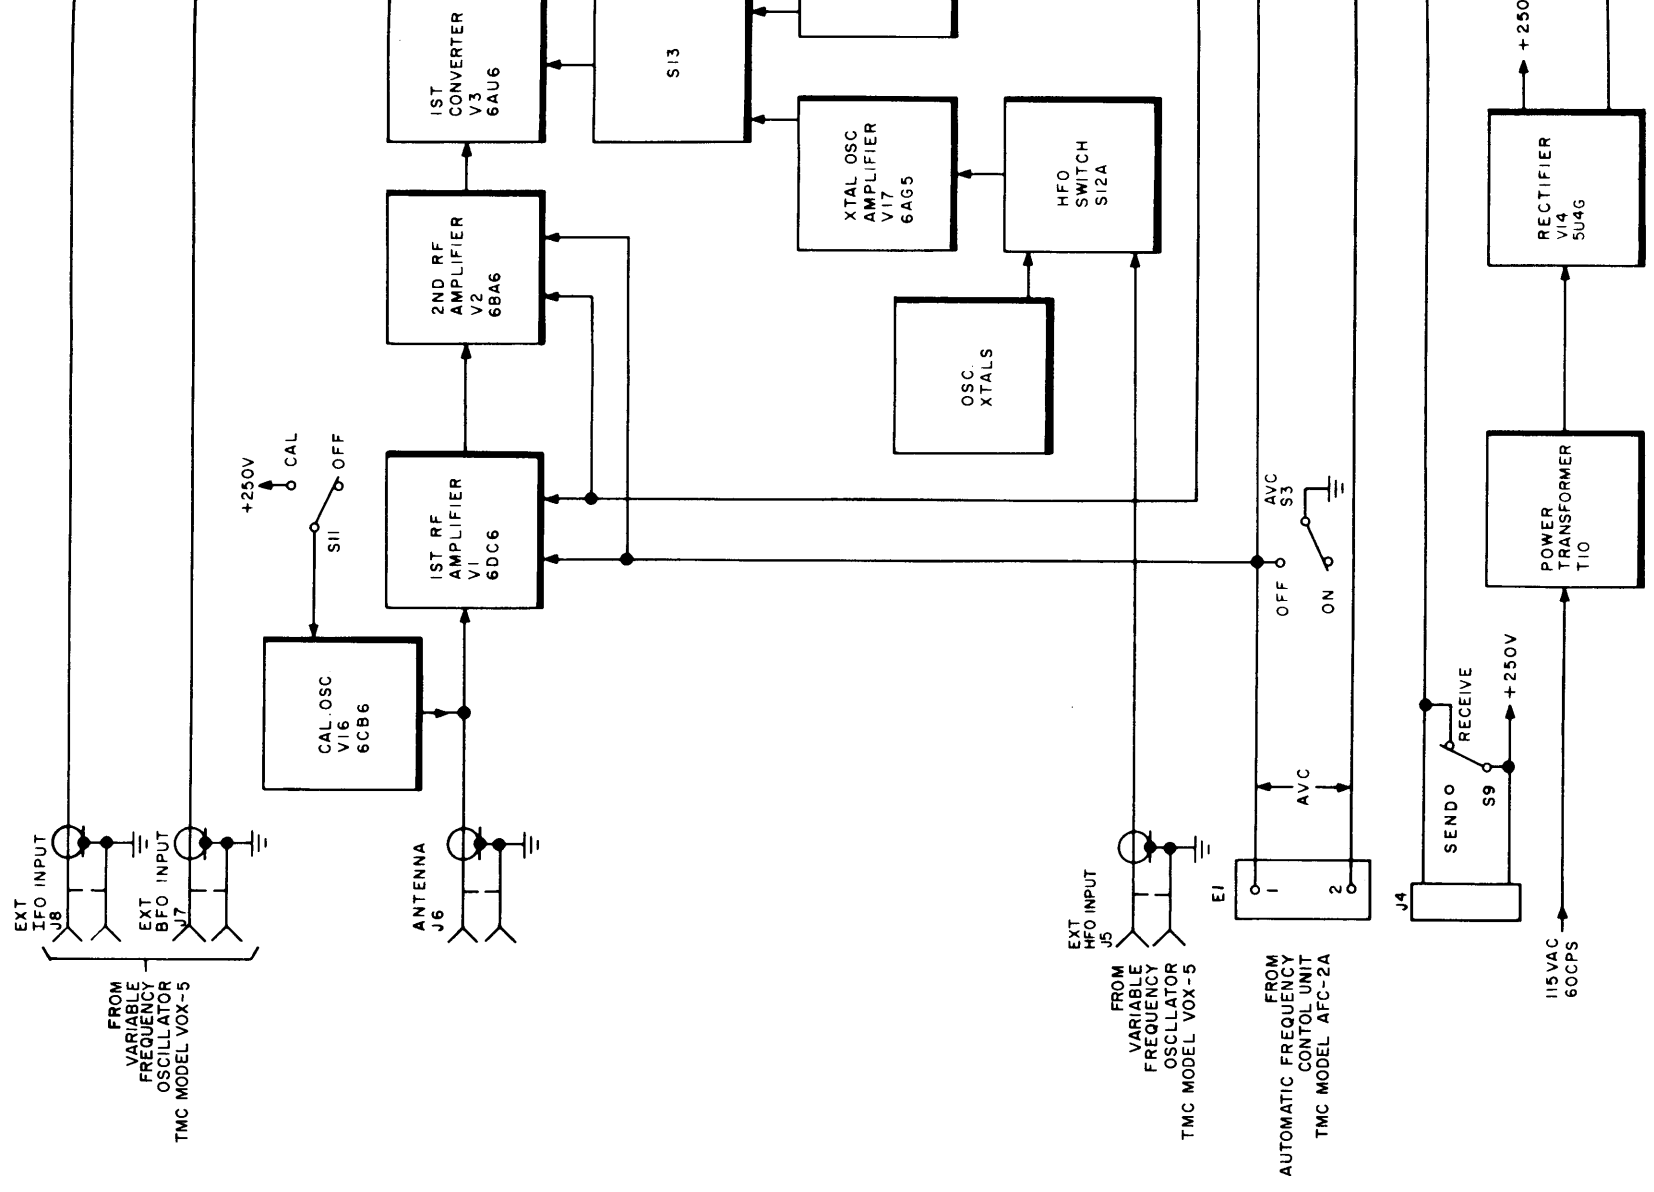 EXT
IFO INPUT
J8
EXT
BFO INPUT
J7
FROM
VARIABLE
FREQUENCY
OSCILLATOR
TMC MODEL VOX-5
+250V
CAL
OFF
S11
CAL. OSC
V16
6CB6
ANTENNA
J6
1ST RF
AMPLIFIER
V1
6DC6
2ND RF
AMPLIFIER
V2
6BA6
1ST
CONVERTER
V3
6AU6
S13
XTAL OSC
AMPLIFIER
V17
6AG5
HFO
SWITCH
S12A
OSC.
XTALS
EXT
HFO INPUT
J5
FROM
VARIABLE
FREQUENCY
OSCLLATOR
TMC MODEL VOX-5
AVC
S3
OFF
ON
AVC
E1
1
2
FROM
AUTOMATIC FREQUENCY
CONTOL UNIT
TMC MODEL AFC-2A
J4
SEND
S9
RECEIVE
+250V
115VAC
60CPS
POWER
TRANSFORMER
T10
RECTIFIER
V14
5U4G
+250